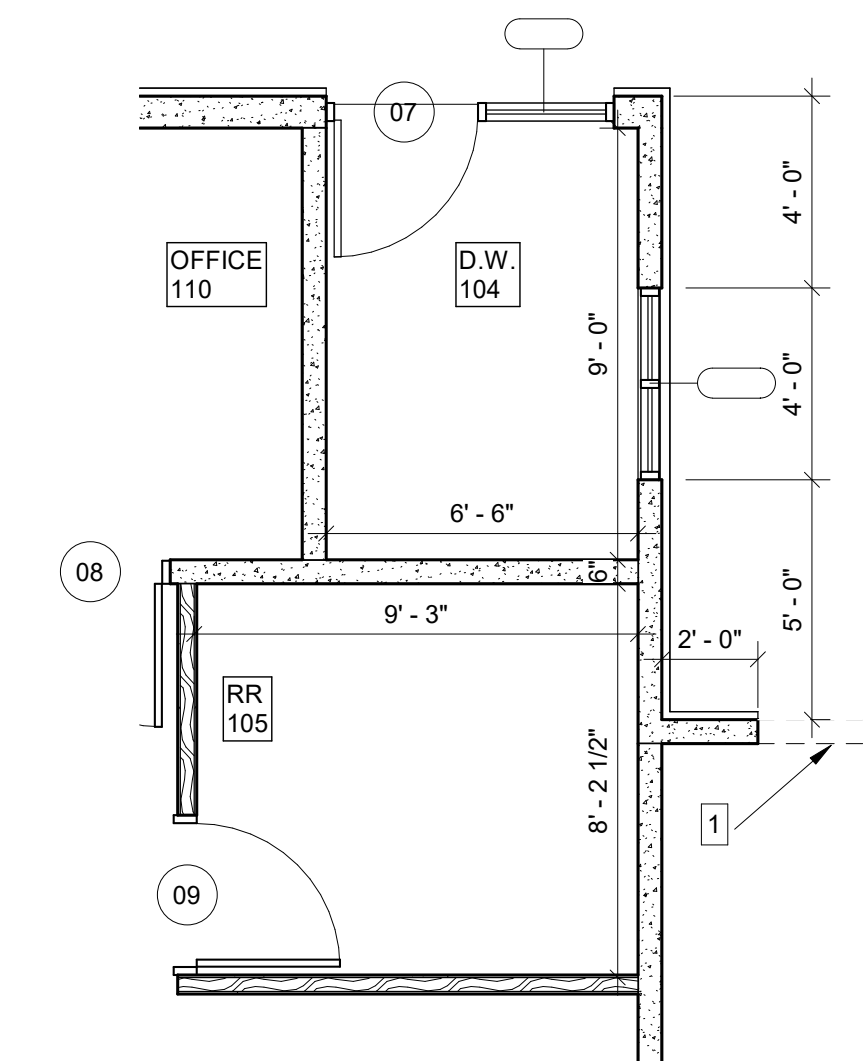 07
4' - 0"
OFFICE
110
D.W.
104
9' - 0"
4' - 0"
6' - 6"
08
6"
9' - 3"
5' - 0"
2' - 0"
RR
105
8' - 2 1/2"
1
09